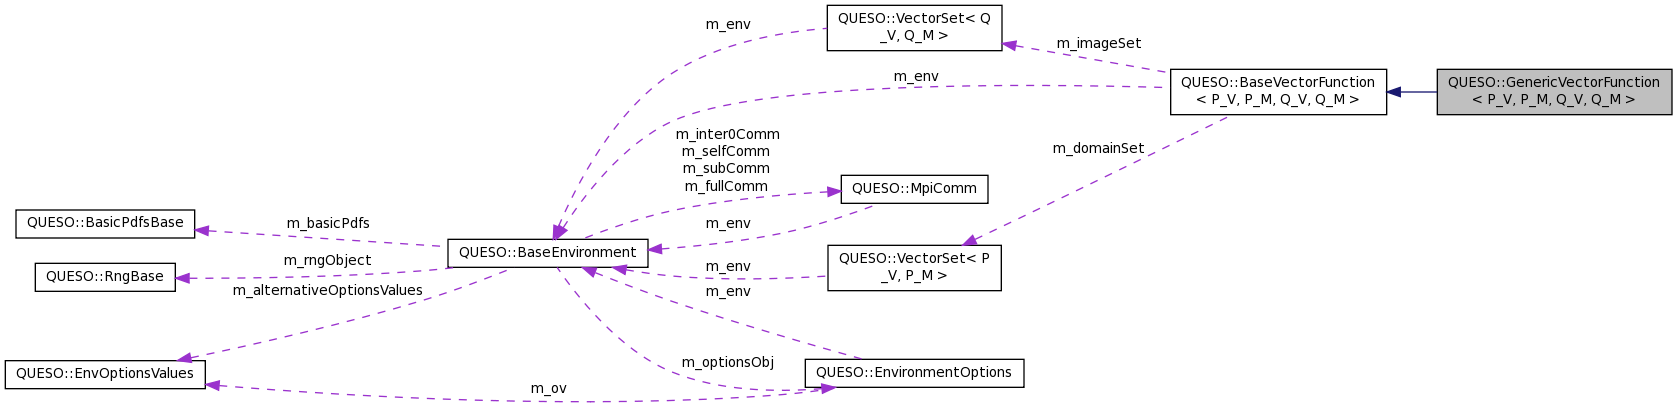 QUESO::VectorSet< Q
_V, Q_M >
m_env
m_imageSet
m_env
QUESO::BaseVectorFunction
< P_V, P_M, Q_V, Q_M >
QUESO::GenericVectorFunction
< P_V, P_M, Q_V, Q_M >
m_inter0Comm
m_selfComm
m_subComm
m_fullComm
m_domainSet
QUESO::MpiComm
QUESO::BasicPdfsBase
m_basicPdfs
m_env
QUESO::BaseEnvironment
QUESO::VectorSet< P
_V, P_M >
m_rngObject
m_env
QUESO::RngBase
m_alternativeOptionsValues
m_env
m_optionsObj
QUESO::EnvOptionsValues
QUESO::EnvironmentOptions
m_ov